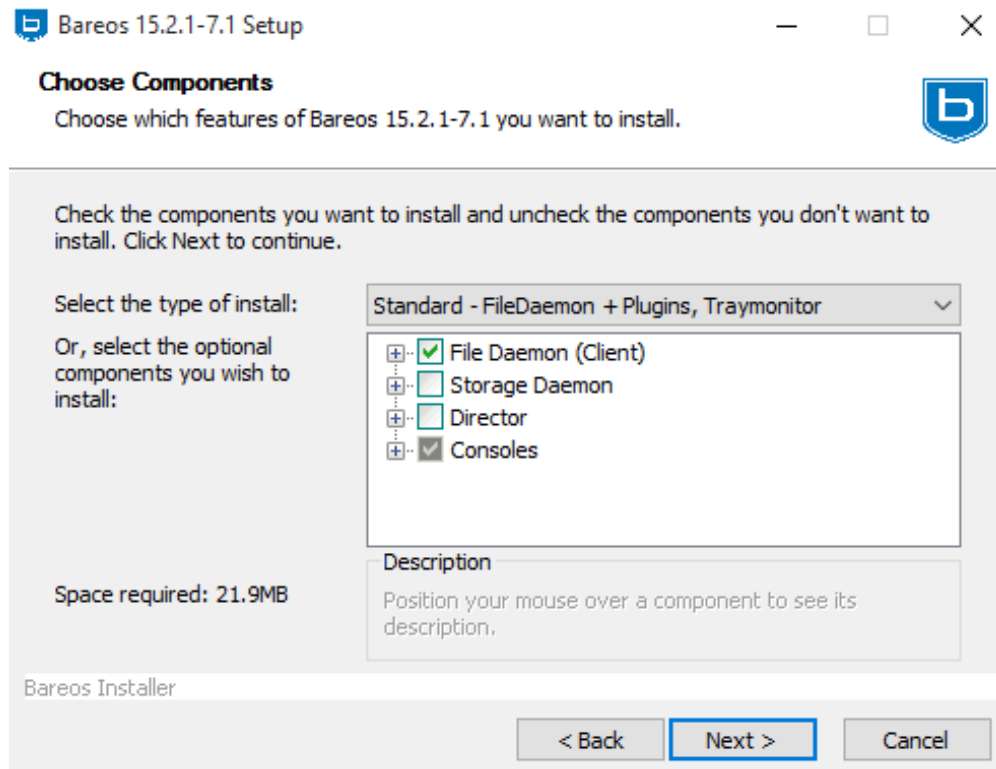 Bareos 15.2.1-7.1 Setup
Choose Components
Choose which features of Bareos 15.2.1-7.1 you want to install.
Check the components you want to install and uncheck the components you don't want to
install. Click Next to continue.
Select the type of install:
Standard - FileDaemon + Plugins, Traymonitor
Or, select the optional
components you wish to
install:
File Daemon (Client)
Storage Daemon
Director
Consoles
Space required: 21.9MB
Description
Position your mouse over a component to see its
description.
Bareos Installer
< Back
Next >
Cancel